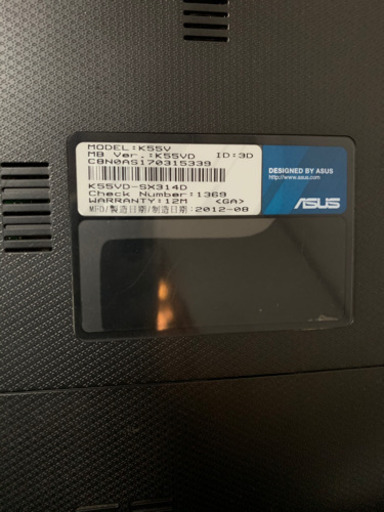 MODEL:K55V
MB Ver.:K55VD ID:3D
C8N0AS170315339
K55VD-SX314D
Check Number:1369
WARRANTY:12M <GA>
MFD/製造日期/制造日期:2012-08
DESIGNED BY ASUS
http://www.asus.com
ASUS